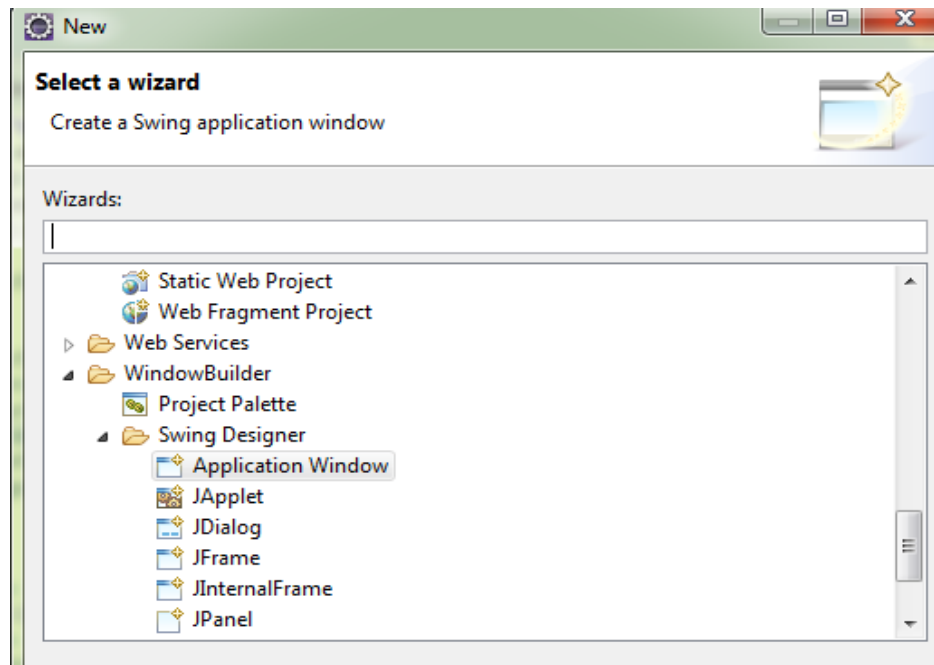 New
Select a wizard
Create a Swing application window
Wizards:
Static Web Project
Web Fragment Project
Web Services
WindowBuilder
Project Palette
Swing Designer
Application Window
JApplet
JDialog
JFrame
JInternalFrame
JPanel